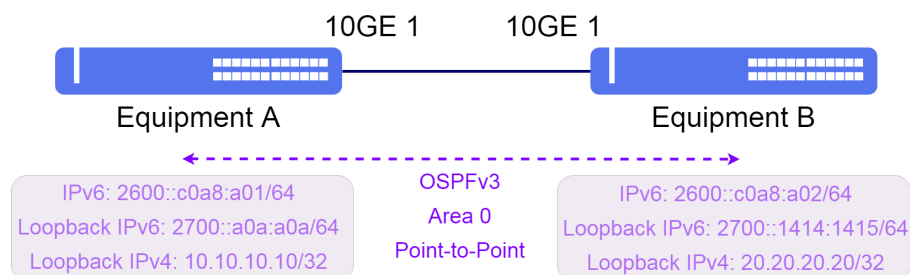 10GE 1
10GE 1
Equipment A
Equipment B
IPv6: 2600::c0a8:a01/64
Loopback IPv6: 2700::a0a:a0a/64
Loopback IPv4: 10.10.10.10/32
OSPFv3
Area 0
Point-to-Point
IPv6: 2600::c0a8:a02/64
Loopback IPv6: 2700::1414:1415/64
Loopback IPv4: 20.20.20.20/32